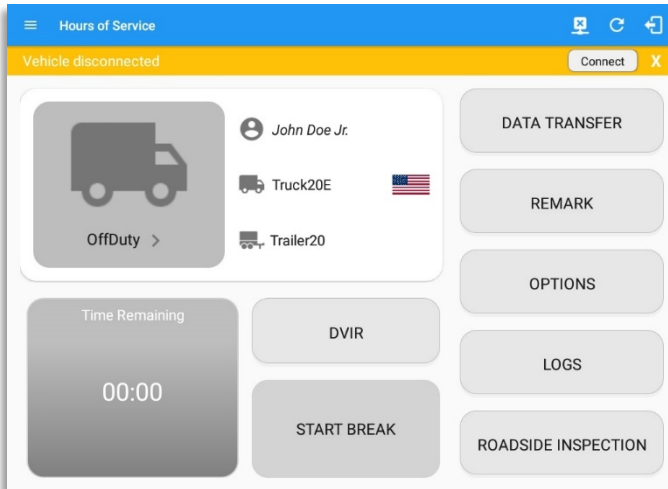 Hours of Service
Vehicle disconnected
Connect
X
John Doe Jr.
Truck20E
OffDuty >
Trailer20
Time Remaining
00:00
DVIR
START BREAK
DATA TRANSFER
REMARK
OPTIONS
LOGS
ROADSIDE INSPECTION